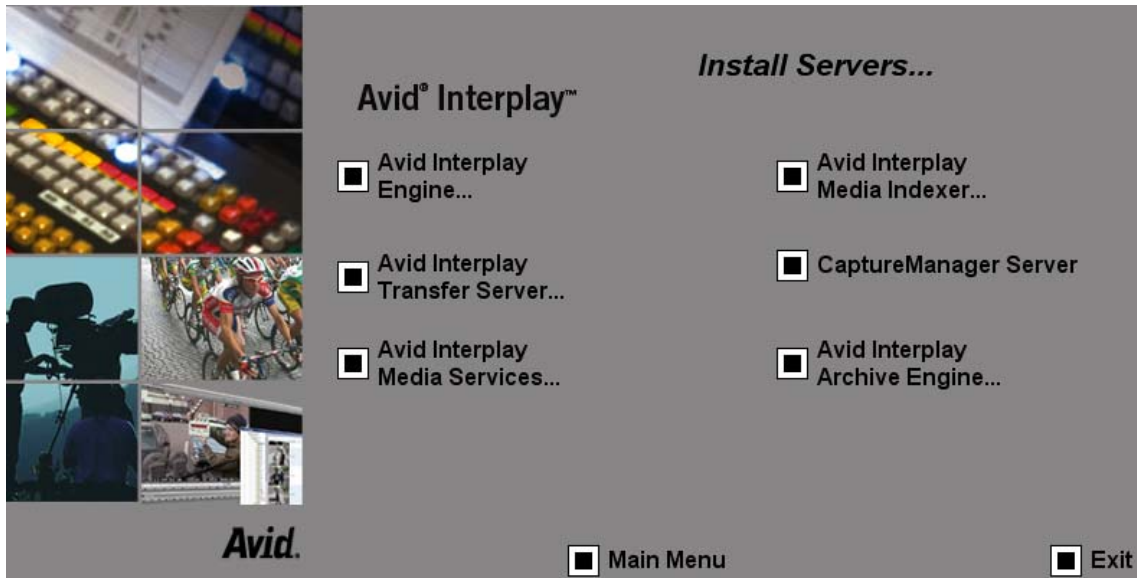 Install Servers...
Avid® Interplay™
Avid Interplay
Engine...
Avid Interplay
Media Indexer...
Avid Interplay
Transfer Server...
CaptureManager Server
Avid Interplay
Media Services...
Avid Interplay
Archive Engine...
Avid.
Main Menu
Exit